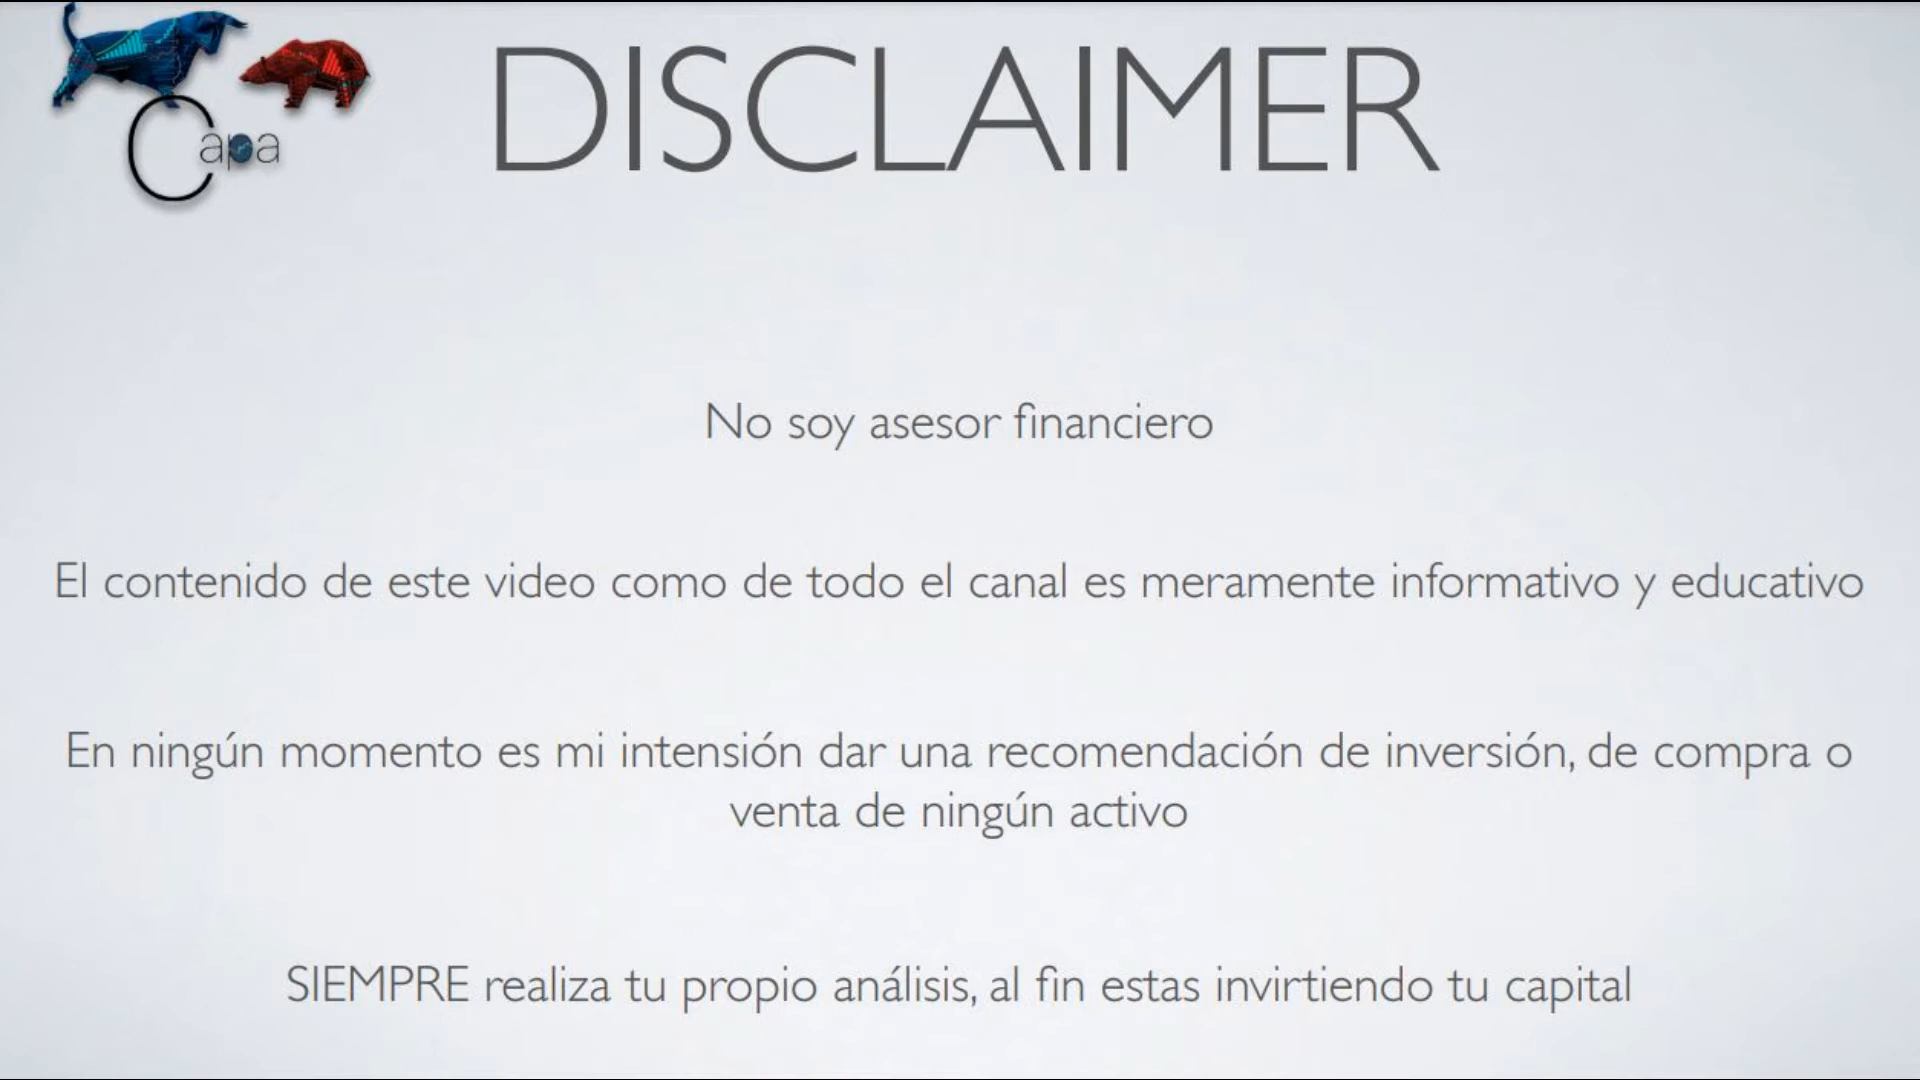 Capa
DISCLAIMER
No soy asesor financiero
El contenido de este video como de todo el canal es meramente informativo y educativo
En ningún momento es mi intensión dar una recomendación de inversión, de compra o
venta de ningún activo
SIEMPRE realiza tu propio análisis, al fin estas invirtiendo tu capital